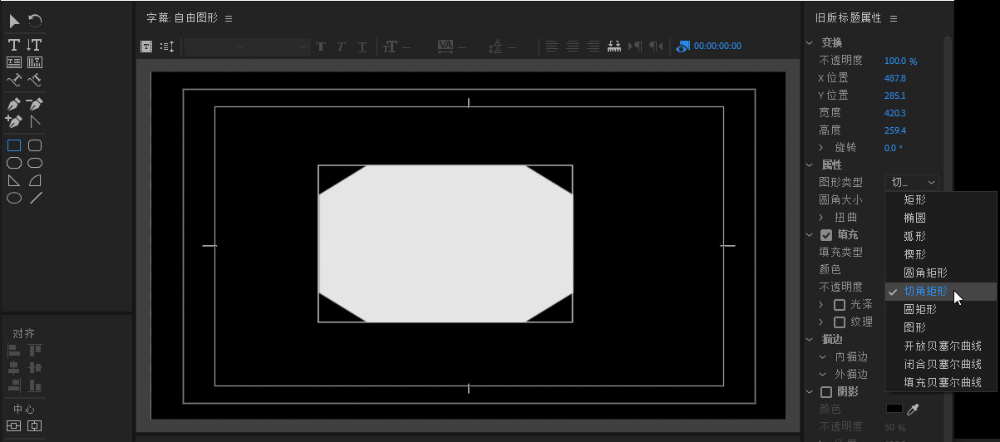 字幕: 自由图形
T
T
VA
00:00:00:00
对齐
中心
旧版标题属性
变换
不透明度 100.0 %
X 位置 487.8
Y 位置 285.1
宽度 420.3
高度 259.4
旋转 0.0 °
属性
图形类型 切...
圆角大小
扭曲
填充
填充类型
颜色
不透明度
光泽
纹理
描边
内描边
外描边
阴影
颜色
不透明度 50 %
矩形
椭圆
弧形
楔形
圆角矩形
切角矩形
圆矩形
图形
开放贝塞尔曲线
闭合贝塞尔曲线
填充贝塞尔曲线